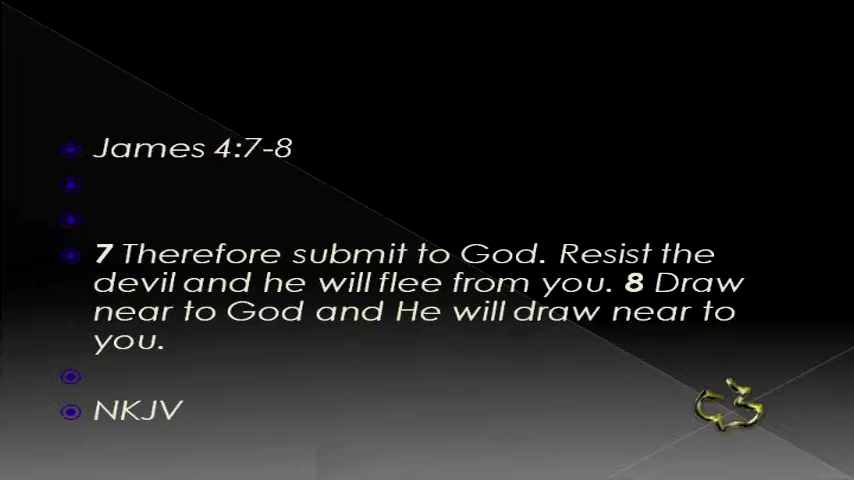 James 4:7-8
7 Therefore submit to God. Resist the
devil and he will flee from you. 8 Draw
near to God and He will draw near to
you.
NKJV